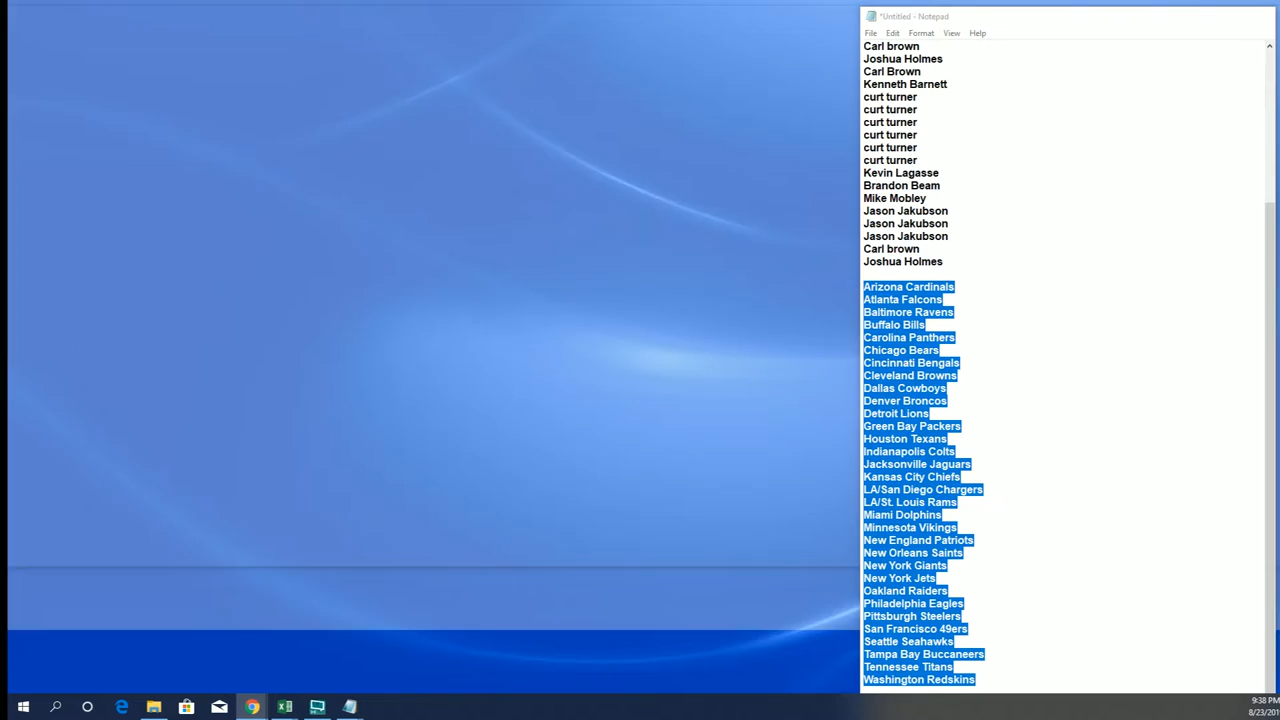 *Untitled - Notepad
File Edit Format View Help
Carl brown
Joshua Holmes
Carl Brown
Kenneth Barnett
curt turner
curt turner
curt turner
curt turner
curt turner
curt turner
Kevin Lagasse
Brandon Beam
Mike Mobley
Jason Jakubson
Jason Jakubson
Jason Jakubson
Carl brown
Joshua Holmes
Arizona Cardinals
Atlanta Falcons
Baltimore Ravens
Buffalo Bills
Carolina Panthers
Chicago Bears
Cincinnati Bengals
Cleveland Browns
Dallas Cowboys
Denver Broncos
Detroit Lions
Green Bay Packers
Houston Texans
Indianapolis Colts
Jacksonville Jaguars
Kansas City Chiefs
LA/San Diego Chargers
LA/St. Louis Rams
Miami Dolphins
Minnesota Vikings
New England Patriots
New Orleans Saints
New York Giants
New York Jets
Oakland Raiders
Philadelphia Eagles
Pittsburgh Steelers
San Francisco 49ers
Seattle Seahawks
Tampa Bay Buccaneers
Tennessee Titans
Washington Redskins
9:38 PM
8/23/20